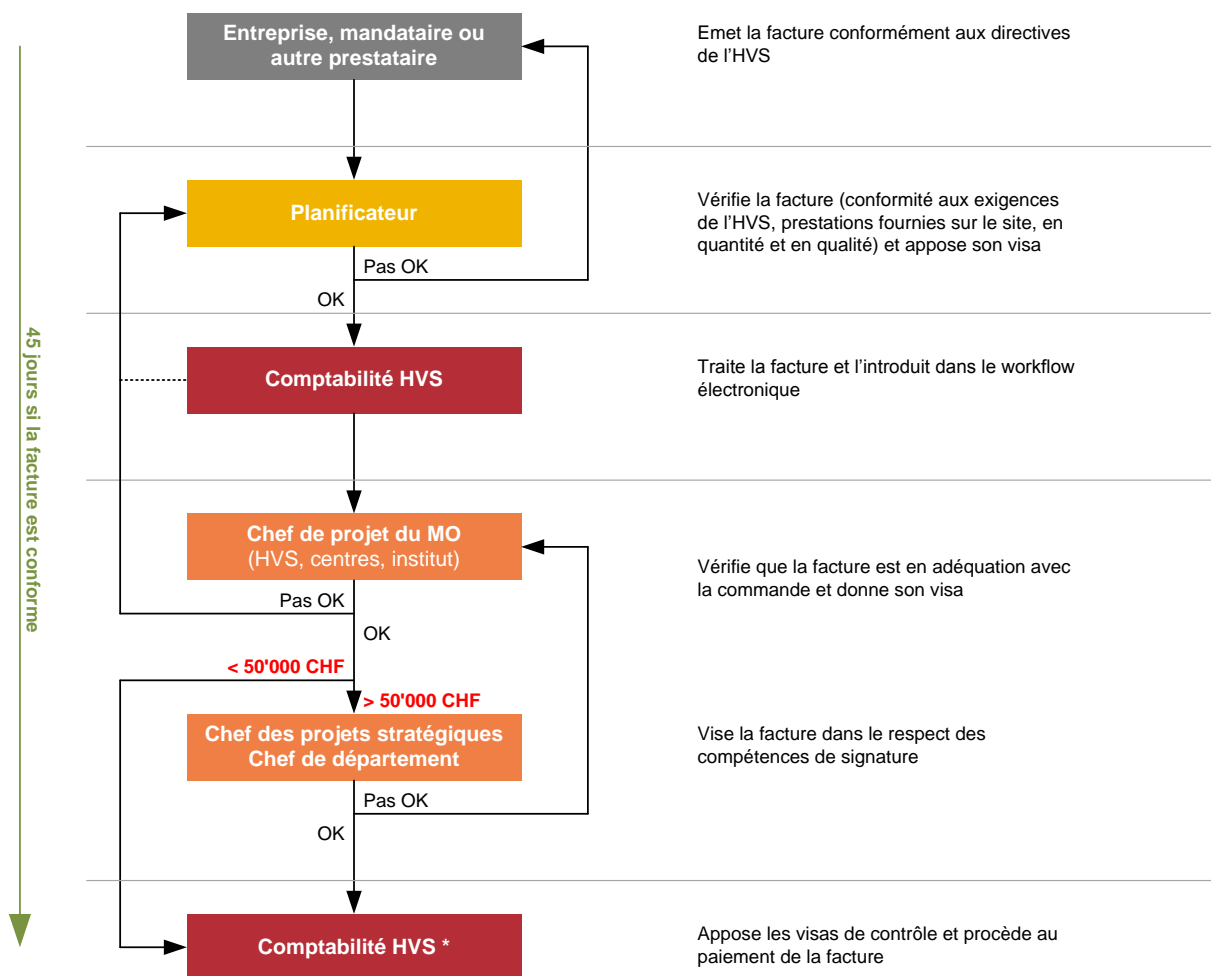 Entreprise, mandataire ou
autre prestataire
Emet la facture conformément aux directives
de l'HVS
Planificateur
Vérifie la facture (conformité aux exigences
de l'HVS, prestations fournies sur le site, en
quantité et en qualité) et appose son visa
Pas OK
OK
45 jours si la facture est conforme
Comptabilité HVS
Traite la facture et l'introduit dans le workflow
électronique
Chef de projet du MO
(HVS, centres, institut)
Vérifie que la facture est en adéquation avec
la commande et donne son visa
Pas OK
OK
< 50'000 CHF
> 50'000 CHF
Chef des projets stratégiques
Chef de département
Vise la facture dans le respect des
compétences de signature
Pas OK
OK
Comptabilité HVS *
Appose les visas de contrôle et procède au
paiement de la facture